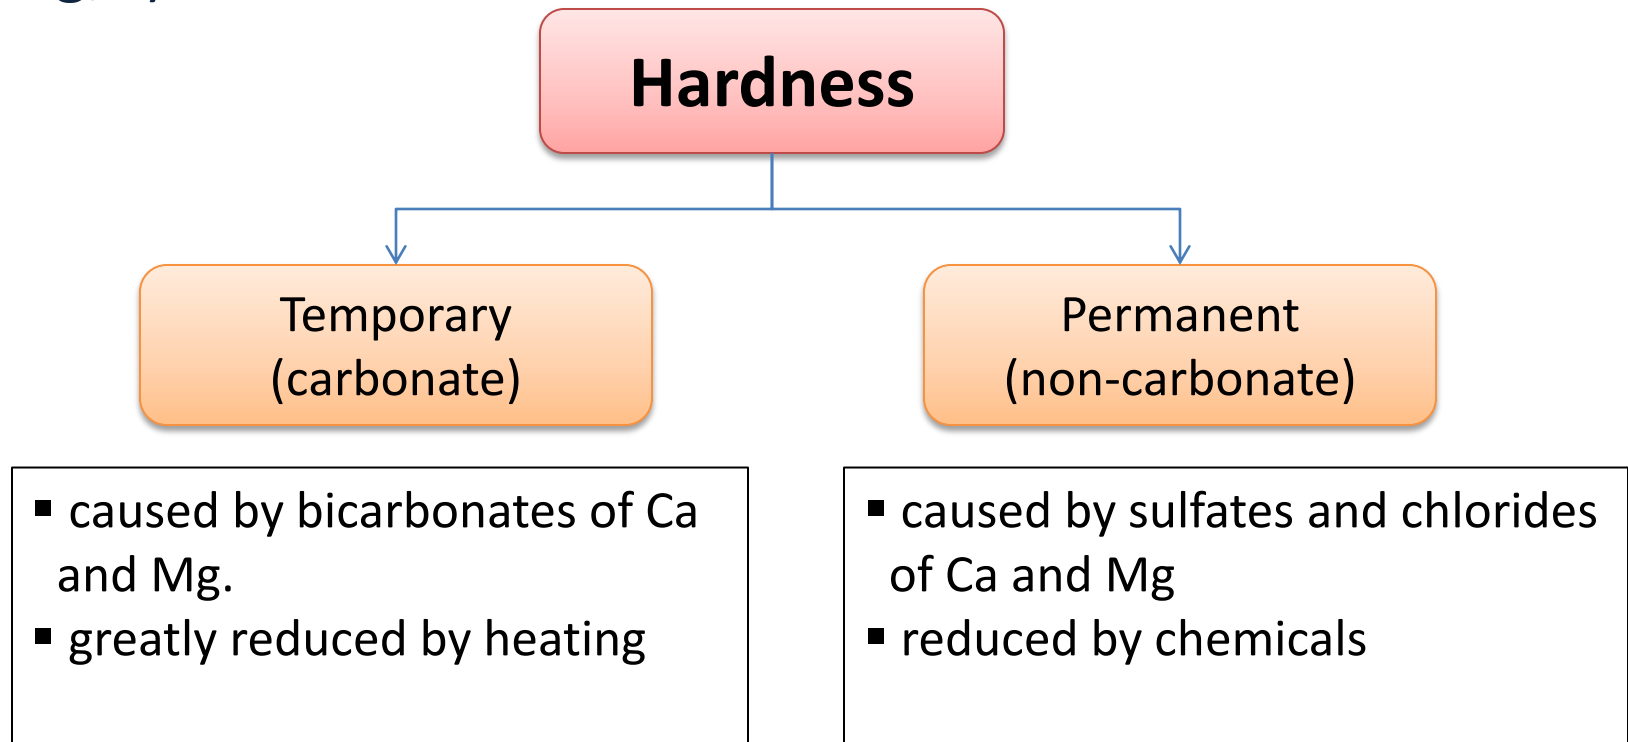 Hardness
Temporary
(carbonate)
Permanent
(non-carbonate)
▪ caused by bicarbonates of Ca
and Mg.
▪ greatly reduced by heating
▪ caused by sulfates and chlorides
of Ca and Mg
▪ reduced by chemicals